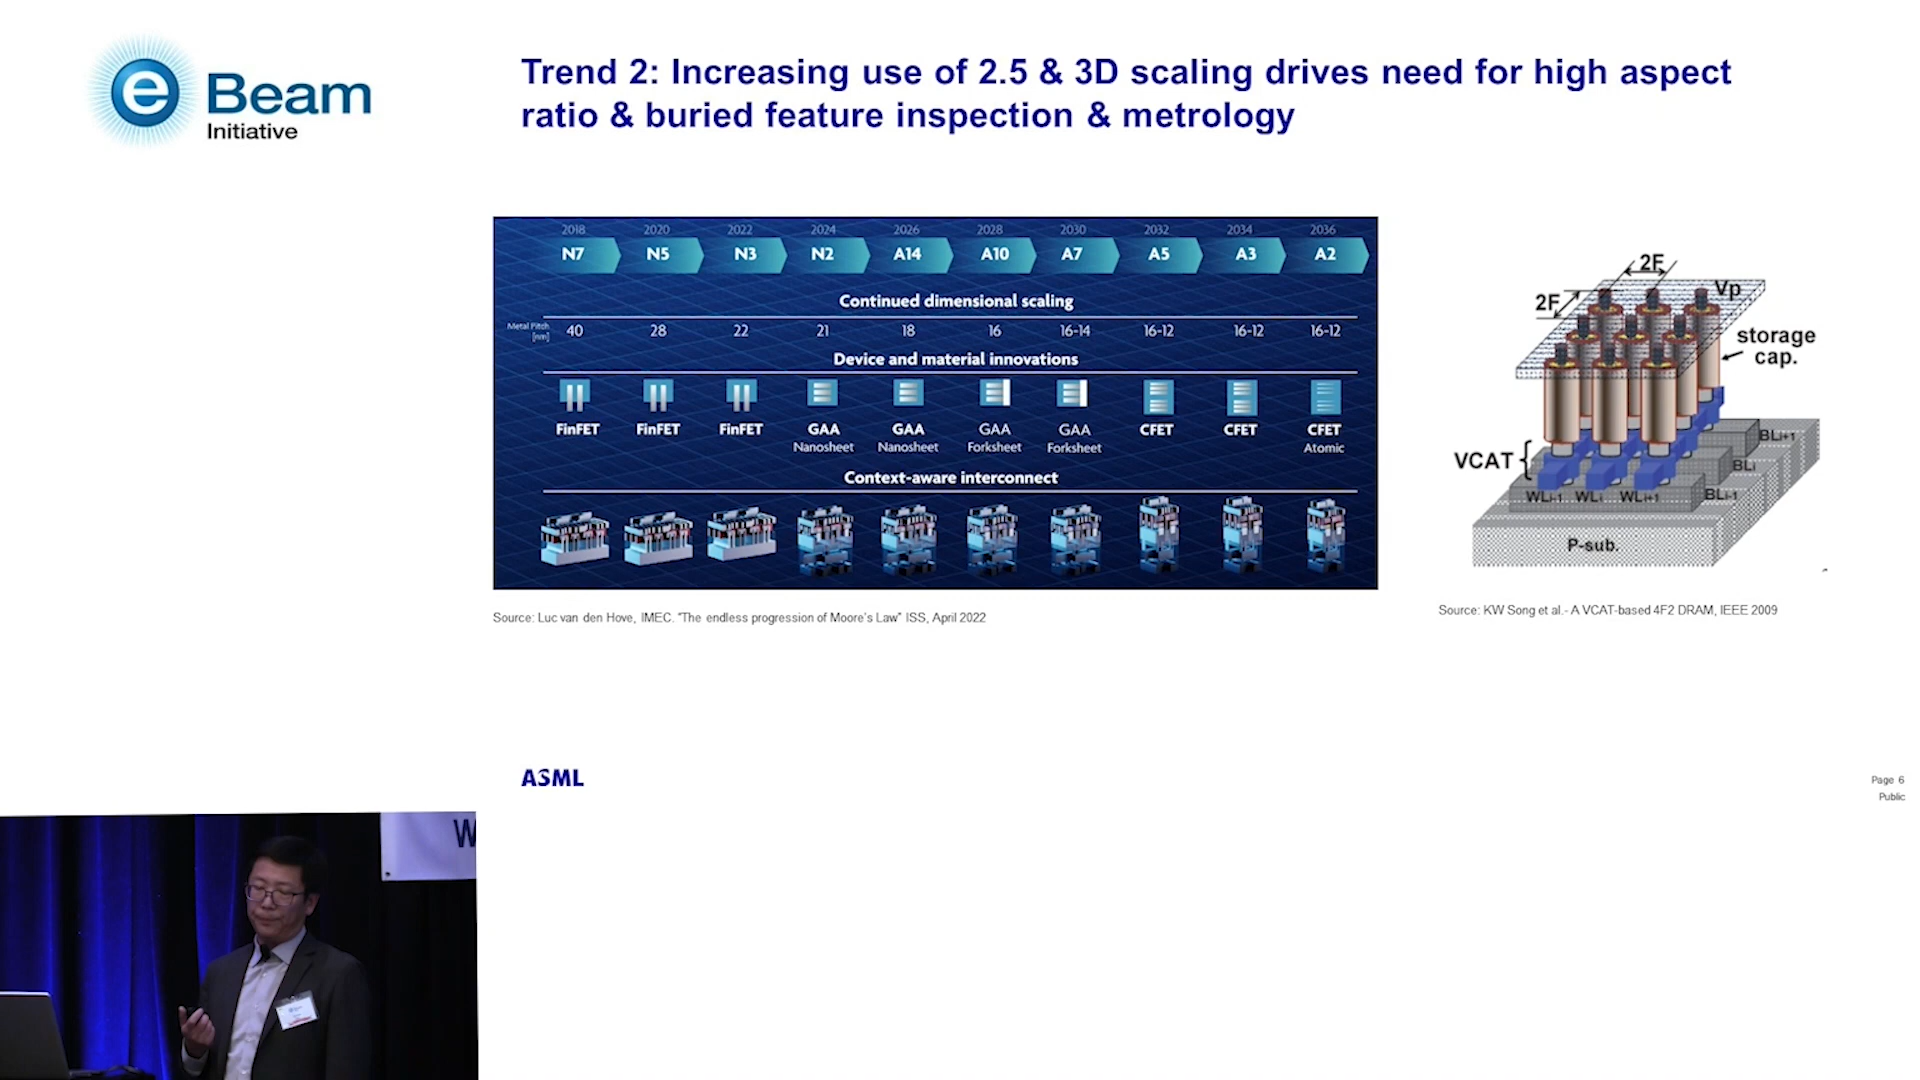 e Beam
Initiative
Trend 2: Increasing use of 2.5 & 3D scaling drives need for high aspect
ratio & buried feature inspection & metrology
2018 2020 2022 2024 2026 2028 2030 2032 2034 2036
N7 N5 N3 N2 A14 A10 A7 A5 A3 A2
Continued dimensional scaling
Metal Pitch
[nm]
40 28 22 21 18 16 16-14 16-12 16-12 16-12
Device and material innovations
FinFET FinFET FinFET GAA GAA GAA GAA CFET CFET CFET
Nanosheet Nanosheet Forksheet Forksheet Atomic
Context-aware interconnect
Source: Luc van den Hove, IMEC. "The endless progression of Moore's Law" ISS, April 2022
2F
2F
Vp
storage
cap.
VCAT
BLi+1
BLi
BLi-1
WLi-1 WLi WLi+1
P-sub.
Source: KW Song et al.- A VCAT-based 4F2 DRAM, IEEE 2009
ASML
Page 6
Public
W